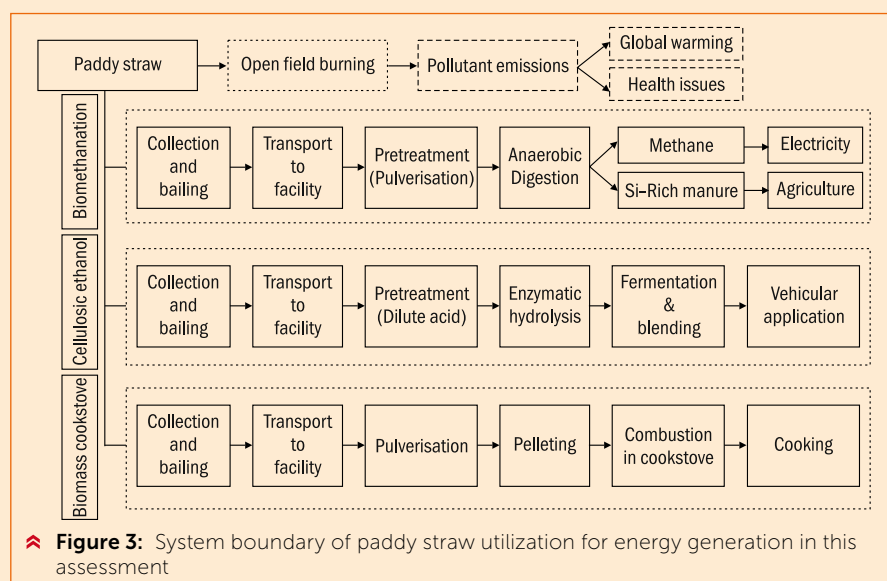 Paddy straw
Open field burning
Pollutant emissions
Global warming
Health issues
Biomethanation
Collection
and
bailing
Transport
to
facility
Pretreatment
(Pulverisation)
Anaerobic
Digestion
Methane
Electricity
Si–Rich manure
Agriculture
Cellulosic ethanol
Collection
and
bailing
Transport
to
facility
Pretreatment
(Dilute acid)
Enzymatic
hydrolysis
Fermentation
&
blending
Vehicular
application
Biomass cookstove
Collection
and
bailing
Transport
to
facility
Pulverisation
Pelleting
Combustion
in cookstove
Cooking
Figure 3: System boundary of paddy straw utilization for energy generation in this
assessment